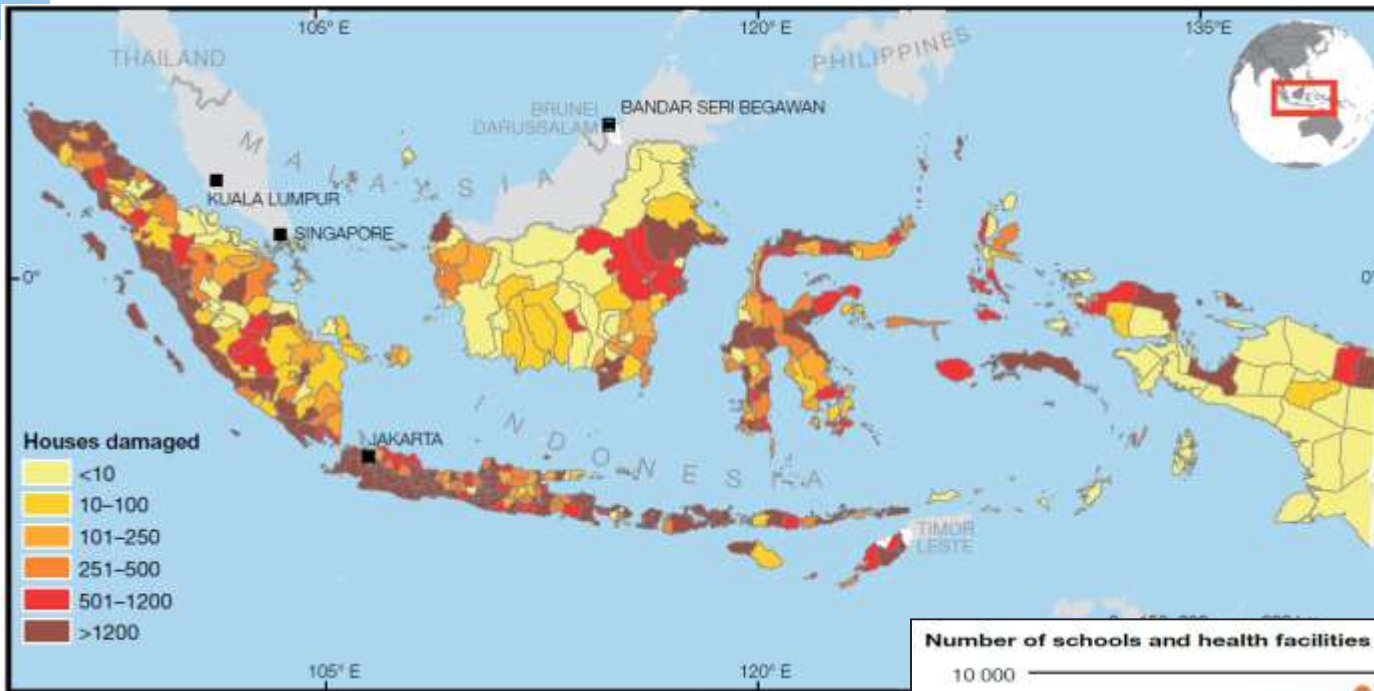 105° E
120° E
135° E
THAILAND
PHILIPPINES
BRUNEI
DARUSSALAM
BANDAR SERI BEGAWAN
MALAYSIA
KUALA LUMPUR
SINGAPORE
0°
0°
INDONESIA
JAKARTA
TIMOR
LESTE
Houses damaged
<10
10–100
101–250
251–500
501–1200
>1200
105° E
120° E
Number of schools and health facilities
10 000